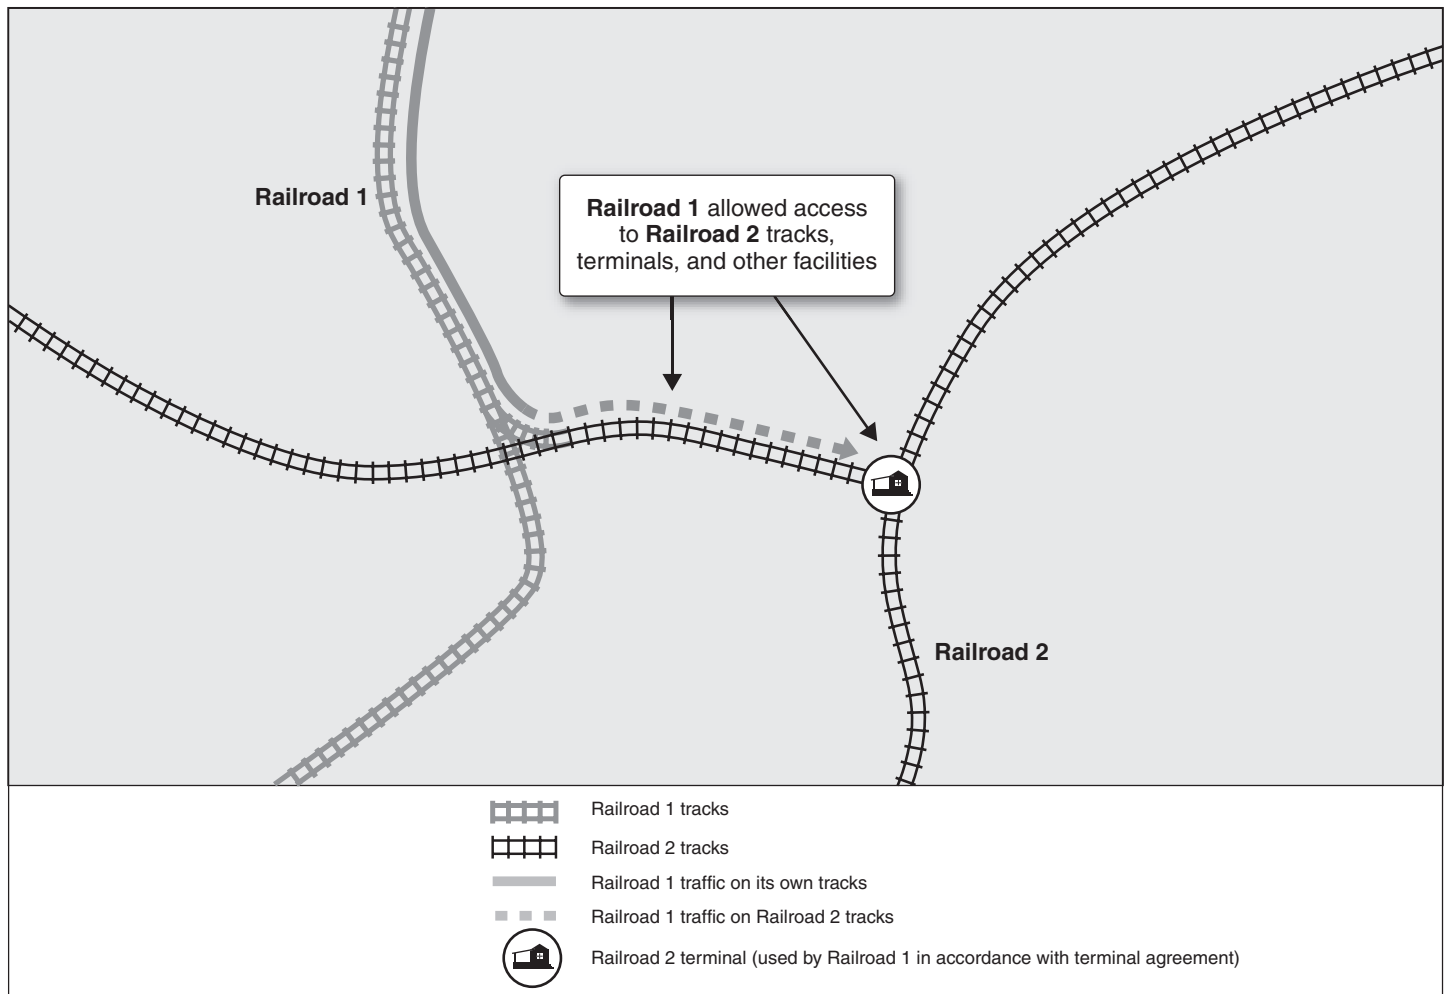 Railroad 1
Railroad 1 allowed access
to Railroad 2 tracks,
terminals, and other facilities
Railroad 2
Railroad 1 tracks
Railroad 2 tracks
Railroad 1 traffic on its own tracks
Railroad 1 traffic on Railroad 2 tracks
Railroad 2 terminal (used by Railroad 1 in accordance with terminal agreement)